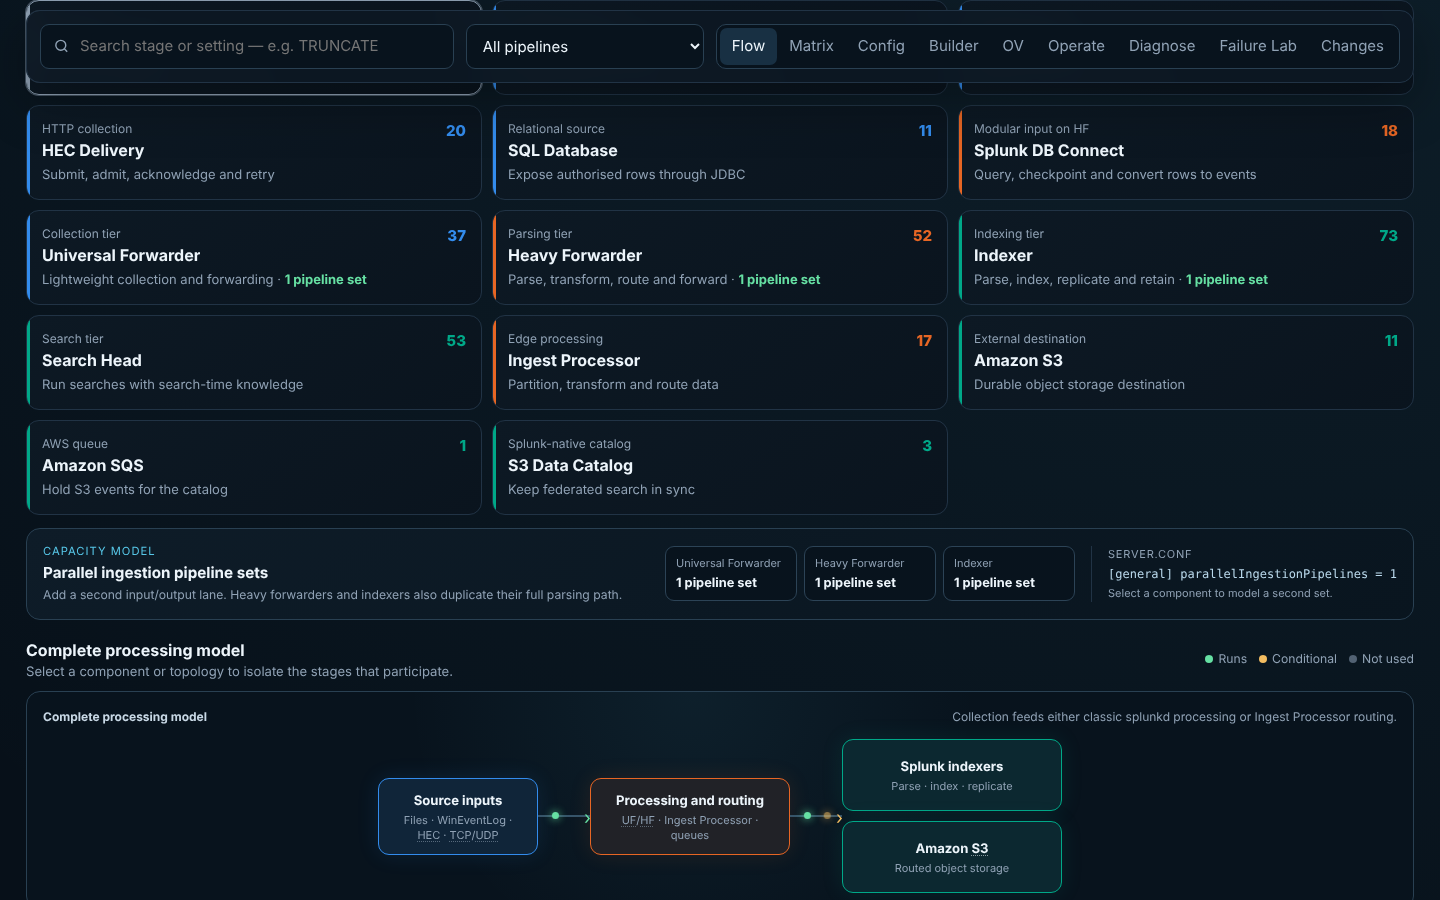 Search stage or setting — e.g. TRUNCATE
All pipelines
Flow
Matrix
Config
Builder
OV
Operate
Diagnose
Failure Lab
Changes
HTTP collection
20
HEC Delivery
Submit, admit, acknowledge and retry
Relational source
11
SQL Database
Expose authorised rows through JDBC
Modular input on HF
18
Splunk DB Connect
Query, checkpoint and convert rows to events
Collection tier
37
Universal Forwarder
Lightweight collection and forwarding · 1 pipeline set
Parsing tier
52
Heavy Forwarder
Parse, transform, route and forward · 1 pipeline set
Indexing tier
73
Indexer
Parse, index, replicate and retain · 1 pipeline set
Search tier
53
Search Head
Run searches with search-time knowledge
Edge processing
17
Ingest Processor
Partition, transform and route data
External destination
11
Amazon S3
Durable object storage destination
AWS queue
1
Amazon SQS
Hold S3 events for the catalog
Splunk-native catalog
3
S3 Data Catalog
Keep federated search in sync
CAPACITY MODEL
Parallel ingestion pipeline sets
Add a second input/output lane. Heavy forwarders and indexers also duplicate their full parsing path.
Universal Forwarder
1 pipeline set
Heavy Forwarder
1 pipeline set
Indexer
1 pipeline set
SERVER.CONF
[general] parallelIngestionPipelines = 1
Select a component to model a second set.
Complete processing model
Select a component or topology to isolate the stages that participate.
Runs
Conditional
Not used
Complete processing model
Collection feeds either classic splunkd processing or Ingest Processor routing.
Source inputs
Files · WinEventLog ·
HEC · TCP/UDP
Processing and routing
UF/HF · Ingest Processor ·
queues
Splunk indexers
Parse · index · replicate
Amazon S3
Routed object storage